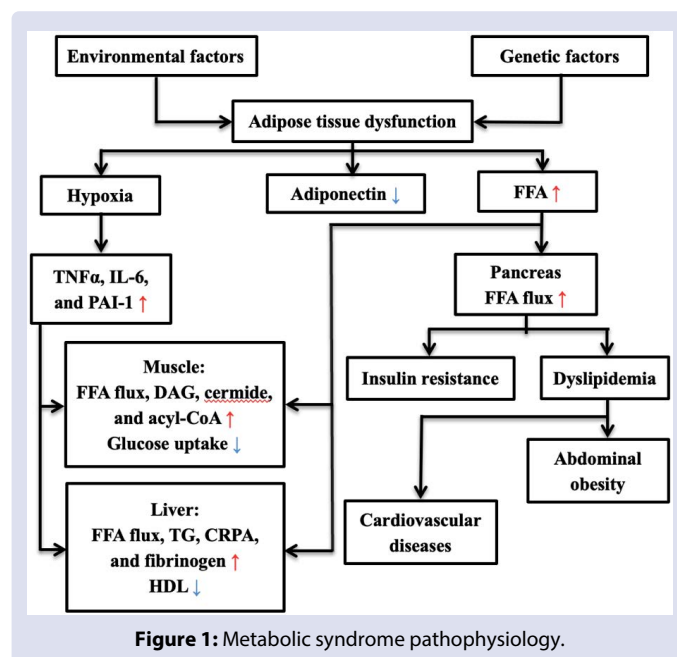 Environmental factors
Genetic factors
Adipose tissue dysfunction
Hypoxia
Adiponectin ↓
FFA ↑
TNFα, IL-6,
and PAI-1 ↑
Pancreas
FFA flux ↑
Muscle:
FFA flux, DAG, cermide,
and acyl-CoA ↑
Glucose uptake ↓
Insulin resistance
Dyslipidemia
Liver:
FFA flux, TG, CRPA,
and fibrinogen ↑
HDL ↓
Cardiovascular
diseases
Abdominal
obesity
Figure 1: Metabolic syndrome pathophysiology.